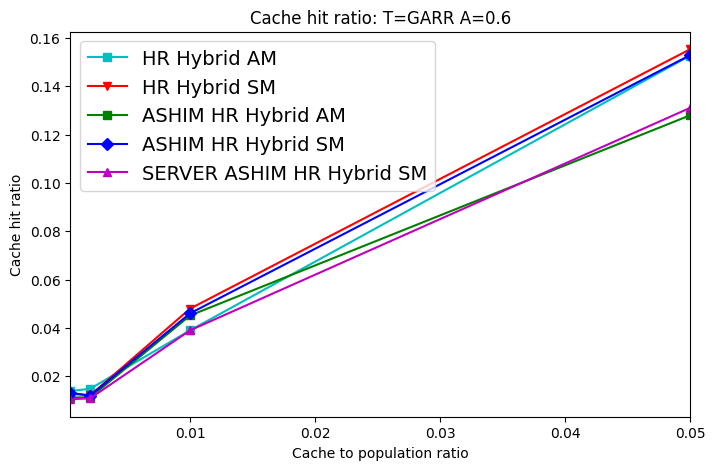 Cache hit ratio: T=GARR A=0.6
0.16
0.14
0.12
0.10
0.08
0.06
0.04
0.02
Cache hit ratio
HR Hybrid AM
HR Hybrid SM
ASHIM HR Hybrid AM
ASHIM HR Hybrid SM
SERVER ASHIM HR Hybrid SM
0.01 0.02 0.03 0.04 0.05
Cache to population ratio